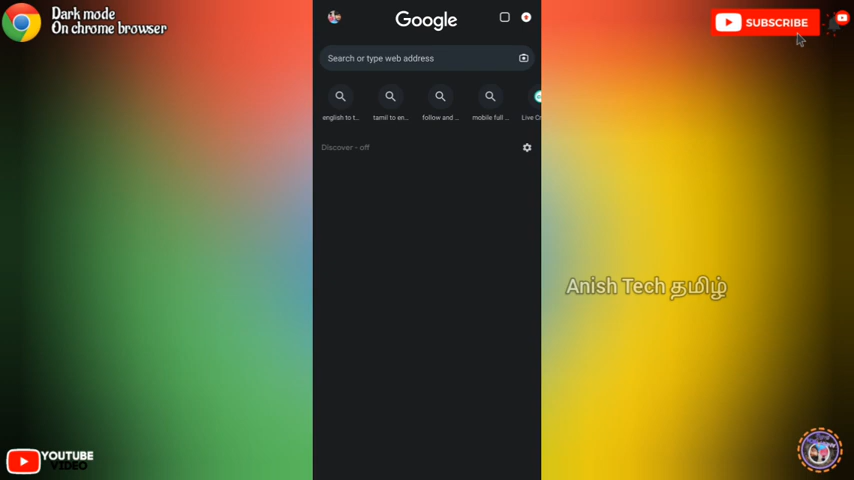 Dark mode
On chrome browser
SUBSCRIBE
Google
Search or type web address
english to t...
tamil to en...
follow and ...
mobile full ...
Live Cr
Discover - off
Anish Tech தமிழ்
YOUTUBE
VIDEO